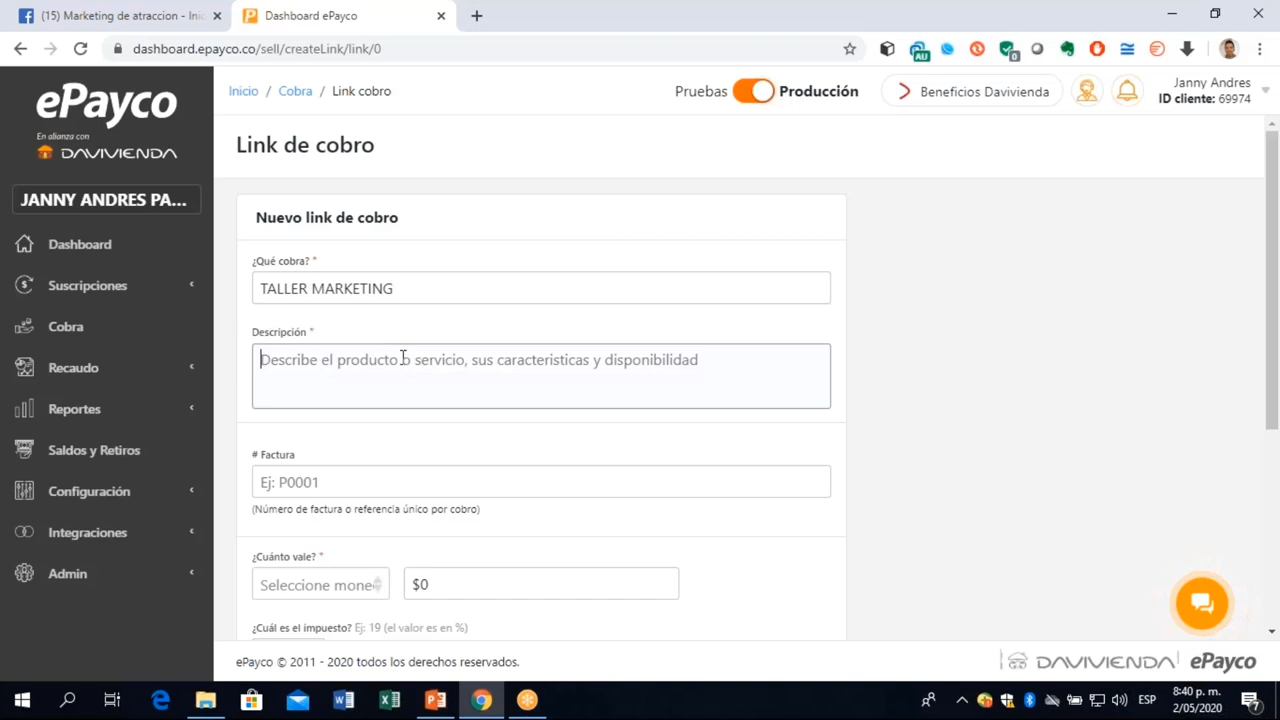 (15) Marketing de atraccion - Inic
Dashboard ePayco
dashboard.epayco.co/sell/createLink/link/0
AU
0
ePayco
En alianza con
DAVIVIENDA
JANNY ANDRES PA...
Dashboard
Suscripciones
Cobra
Recaudo
Reportes
Saldos y Retiros
Configuración
Integraciones
Admin
Inicio / Cobra / Link cobro
Pruebas Producción
Beneficios Davivienda
Janny Andres
ID cliente: 69974
Link de cobro
Nuevo link de cobro
¿Qué cobra? *
TALLER MARKETING
Descripción *
Describe el producto o servicio, sus caracteristicas y disponibilidad
# Factura
Ej: P0001
(Número de factura o referencia único por cobro)
¿Cuánto vale? *
Seleccione mone
$0
¿Cuál es el impuesto? Ej: 19 (el valor es en %)
ePayco © 2011 - 2020 todos los derechos reservados.
DAVIVIENDA ePayco
ESP
8:40 p. m.
2/05/2020
7